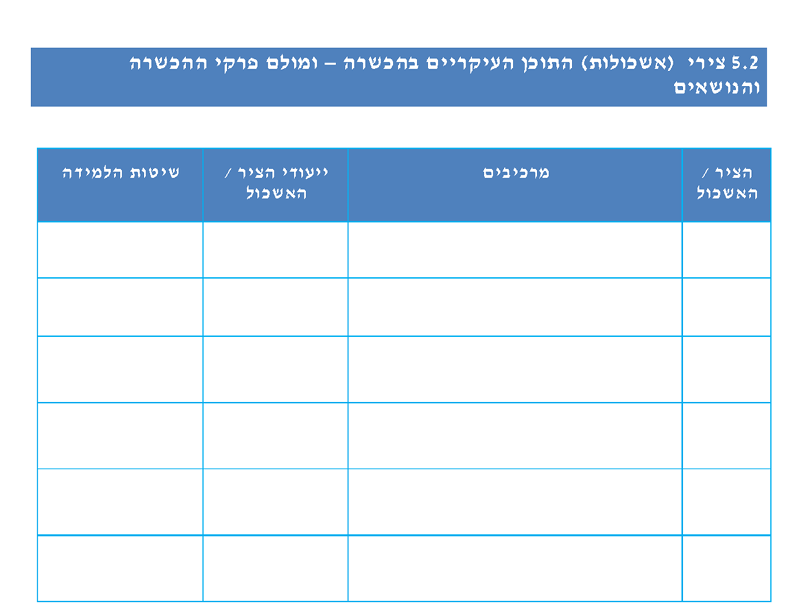 5.2 צירי (אשכולות) התוכן העיקריים בהכשרה – ומולם פרקי ההכשרה
והנושאים
הציר /
האשכול
מרכיבים
ייעודי הציר /
האשכול
שיטות הלמידה